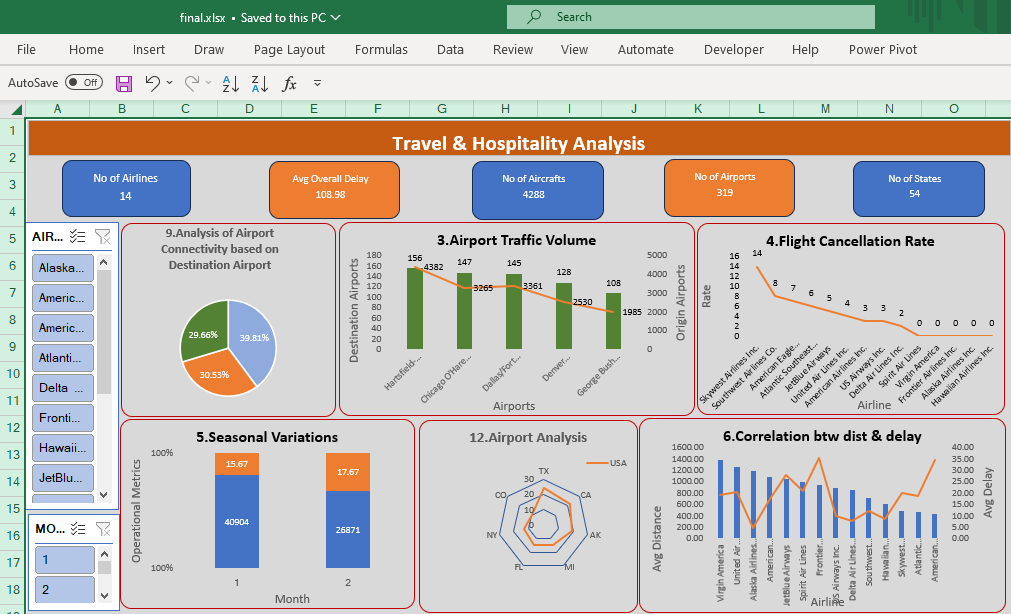 final.xlsx • Saved to this PC
Search
File Home Insert Draw Page Layout Formulas Data Review View Automate Developer Help Power Pivot
AutoSave Off
A B C D E F G H I J K L M N O
1
2
3
4
5
6
7
8
9
10
11
12
13
14
15
16
17
18
Travel & Hospitality Analysis
No of Airlines
14
Avg Overall Delay
108.98
No of Aircrafts
4288
No of Airports
319
No of States
54
AIR...
Alaska...
Americ...
Americ...
Atlanti...
Delta ...
Fronti...
Hawaii...
JetBlu...
MO...
1
2
9.Analysis of Airport
Connectivity based on
Destination Airport
29.66%
39.81%
30.53%
3.Airport Traffic Volume
Destination Airports
180
160
140
120
100
80
60
40
20
0
156 147 145 128 108
4382 3265 3361 2530 1985
5000
4000
3000
2000
1000
0
Origin Airports
Hartsfield-...
Chicago O'Hare...
Dallas/Fort...
Denver...
George Bush...
Airports
4.Flight Cancellation Rate
Rate
16
14
12
10
8
6
4
2
0
14 8 7 6 5 4 3 3 2 0 0 0 0 0
Skywest Airlines Inc.
Southwest Airlines Co.
American Eagle...
Atlantic Southeast...
JetBlue Airways
United Air Lines Inc.
American Airlines Inc.
US Airways Inc.
Delta Air Lines Inc.
Spirit Air Lines
Virgin America
Frontier Airlines Inc.
Alaska Airlines Inc.
Hawaiian Airlines Inc.
Airline
5.Seasonal Variations
Operational Metrics
100%
100%
15.67
40904
17.67
26871
1 2
Month
12.Airport Analysis
USA
TX
CA
AK
MI
FL
NY
CO
30
20
10
0
6.Correlation btw dist & delay
Avg Distance
1600.00
1400.00
1200.00
1000.00
800.00
600.00
400.00
200.00
0.00
40.00
35.00
30.00
25.00
20.00
15.00
10.00
5.00
0.00
Avg Delay
Virgin America
United Air...
Alaska Airlines...
American...
JetBlue Airways
Spirit Air Lines
Frontier...
US Airways Inc.
Delta Air Lines...
Southwest...
Hawaiian...
Skywest...
Atlantic...
American...
Airline